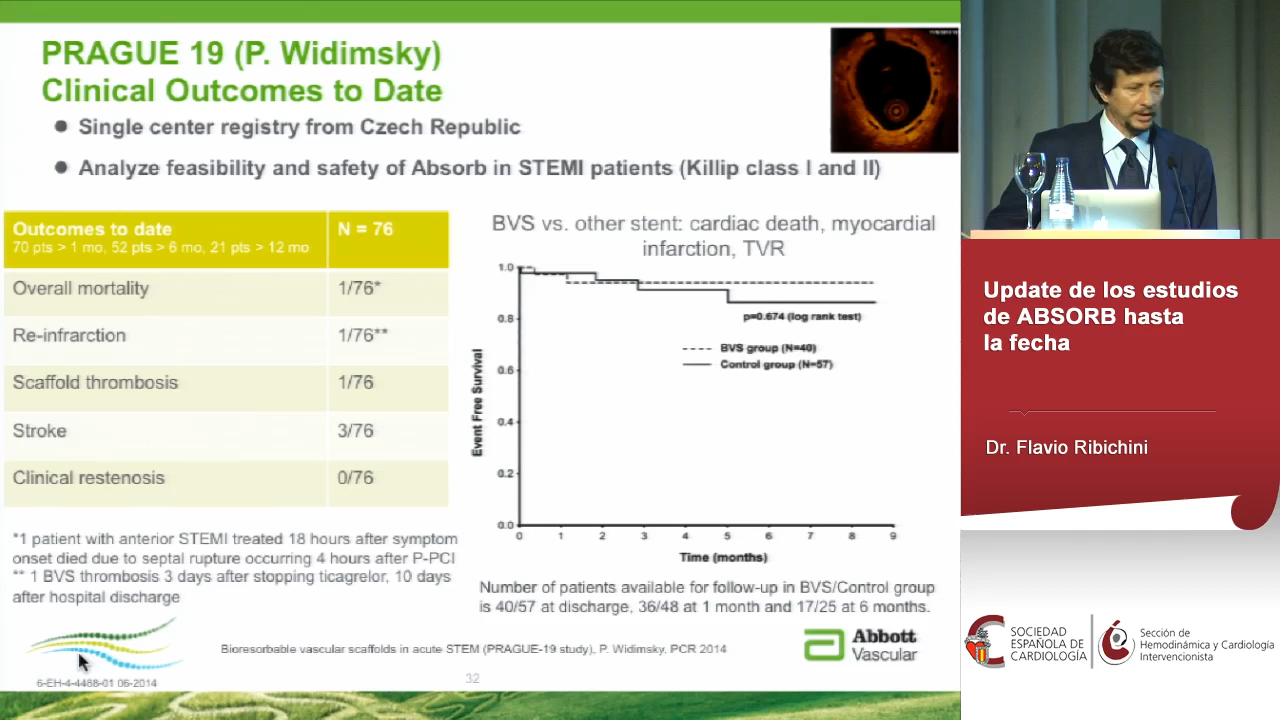 PRAGUE 19 (P. Widimsky)
Clinical Outcomes to Date
● Single center registry from Czech Republic
● Analyze feasibility and safety of Absorb in STEMI patients (Killip class I and II)
Outcomes to date
70 pts > 1 mo, 52 pts > 6 mo, 21 pts > 12 mo
N = 76
Overall mortality 1/76*
Re-infrarction 1/76**
Scaffold thrombosis 1/76
Stroke 3/76
Clinical restenosis 0/76
*1 patient with anterior STEMI treated 18 hours after symptom
onset died due to septal rupture occurring 4 hours after P-PCI
** 1 BVS thrombosis 3 days after stopping ticagrelor, 10 days
after hospital discharge
BVS vs. other stent: cardiac death, myocardial
infarction, TVR
Event Free Survival
1.0
0.8
0.6
0.4
0.2
0.0
p=0.674 (log rank test)
BVS group (N=40)
Control group (N=57)
0 1 2 3 4 5 6 7 8 9
Time (months)
Number of patients available for follow-up in BVS/Control group
is 40/57 at discharge, 36/48 at 1 month and 17/25 at 6 months.
Bioresorbable vascular scaffolds in acute STEM (PRAGUE-19 study), P. Widimsky, PCR 2014
Abbott
Vascular
6-EH-4-4488-01 06-2014
32
Update de los estudios
de ABSORB hasta
la fecha
Dr. Flavio Ribichini
SOCIEDAD
ESPAÑOLA DE
CARDIOLOGÍA
Sección de
Hemodinámica y Cardiología
Intervencionista